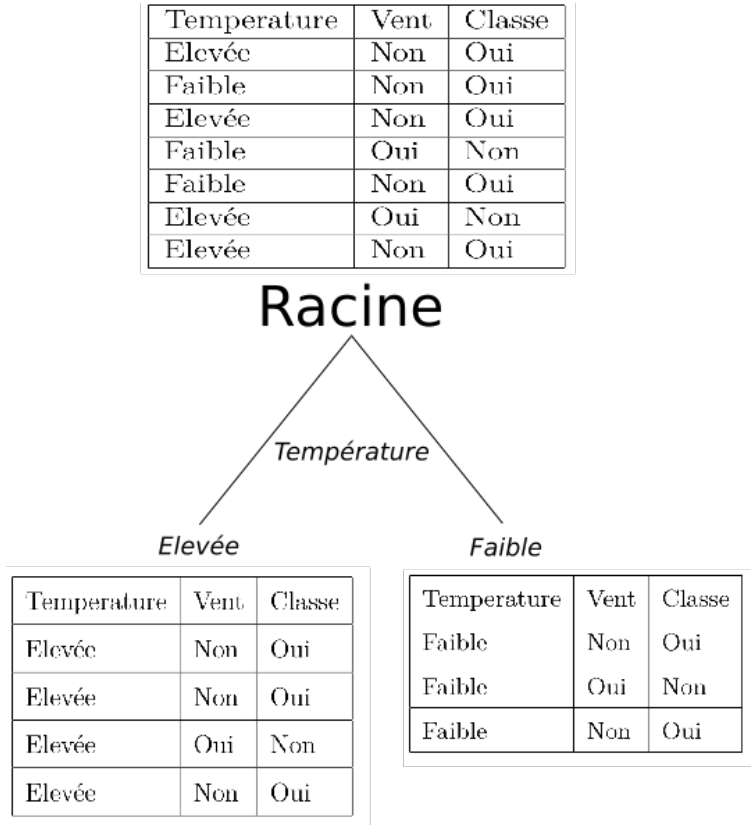 Temperature Vent Classe
Elevée Non Oui
Faible Non Oui
Elevée Non Oui
Faible Oui Non
Faible Non Oui
Elevée Oui Non
Elevée Non Oui
Racine
Température
Elevée
Temperature Vent Classe
Elevée Non Oui
Elevée Non Oui
Elevée Oui Non
Elevée Non Oui
Faible
Temperature Vent Classe
Faible Non Oui
Faible Oui Non
Faible Non Oui